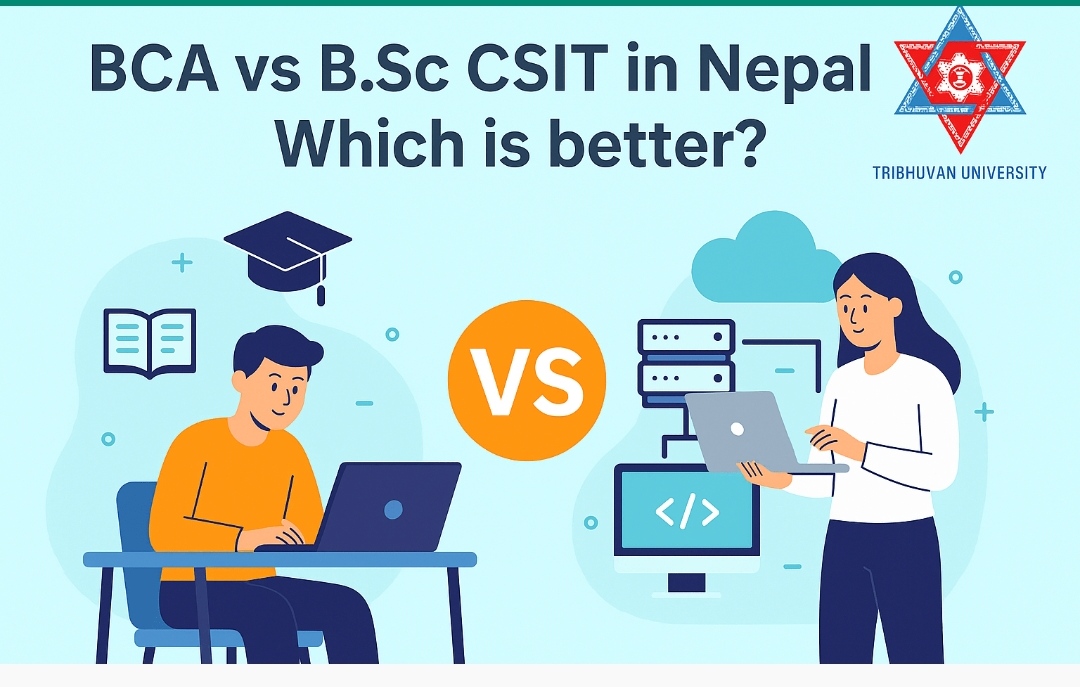 BCA vs B.Sc CSIT in Nepal
Which is better?
TRIBHUVAN UNIVERSITY
VS
</>